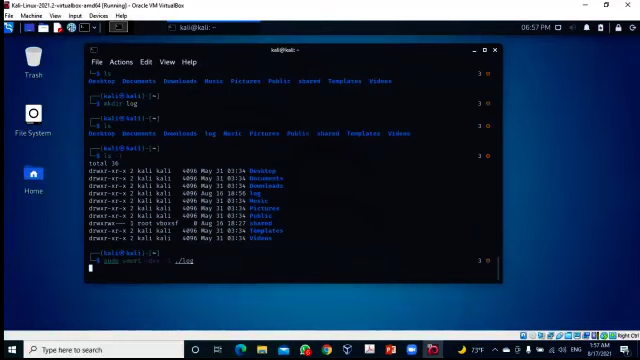 Kali-Linux-2021.2-virtualbox-amd64 [Running] - Oracle VM VirtualBox
File Machine View Input Devices Help
kali@kali: ~
06:57 PM
kali@kali: ~
File Actions Edit View Help
Trash
File System
Home
ls
Desktop Documents Downloads Music Pictures Public shared Templates Videos
(kali㉿kali)-[~]
mkdir log
(kali㉿kali)-[~]
ls
Desktop Documents Downloads log Music Pictures Public shared Templates Videos
(kali㉿kali)-[~]
ls -l
total 36
drwxr-xr-x 2 kali kali 4096 May 31 03:34 Desktop
drwxr-xr-x 2 kali kali 4096 May 31 03:34 Documents
drwxr-xr-x 2 kali kali 4096 May 31 03:34 Downloads
drwxr-xr-x 2 kali kali 4096 Aug 16 18:56 log
drwxr-xr-x 2 kali kali 4096 May 31 03:34 Music
drwxr-xr-x 2 kali kali 4096 May 31 03:34 Pictures
drwxr-xr-x 2 kali kali 4096 May 31 03:34 Public
drwxrwx--- 1 root vboxsf 0 Aug 16 18:27 shared
drwxr-xr-x 2 kali kali 4096 May 31 03:34 Templates
drwxr-xr-x 2 kali kali 4096 May 31 03:34 Videos
(kali㉿kali)-[~]
sudo snort -dev -l ./log
Type here to search
73°F
ENG
1:57 AM
8/17/2021